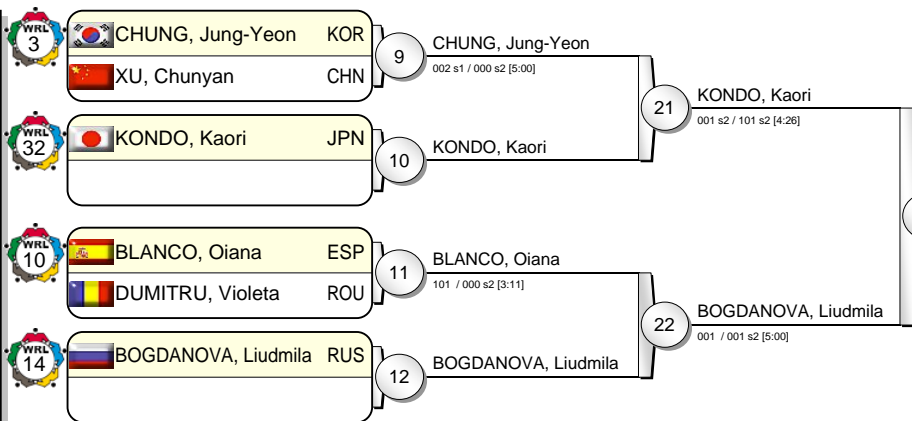 WRL
3
CHUNG, Jung-Yeon KOR
XU, Chunyan CHN
9
CHUNG, Jung-Yeon
002 s1 / 000 s2 [5:00]
WRL
32
KONDO, Kaori JPN
10
KONDO, Kaori
21
KONDO, Kaori
001 s2 / 101 s2 [4:26]
WRL
10
BLANCO, Oiana ESP
DUMITRU, Violeta ROU
11
BLANCO, Oiana
101 / 000 s2 [3:11]
WRL
14
BOGDANOVA, Liudmila RUS
12
BOGDANOVA, Liudmila
22
BOGDANOVA, Liudmila
001 / 001 s2 [5:00]